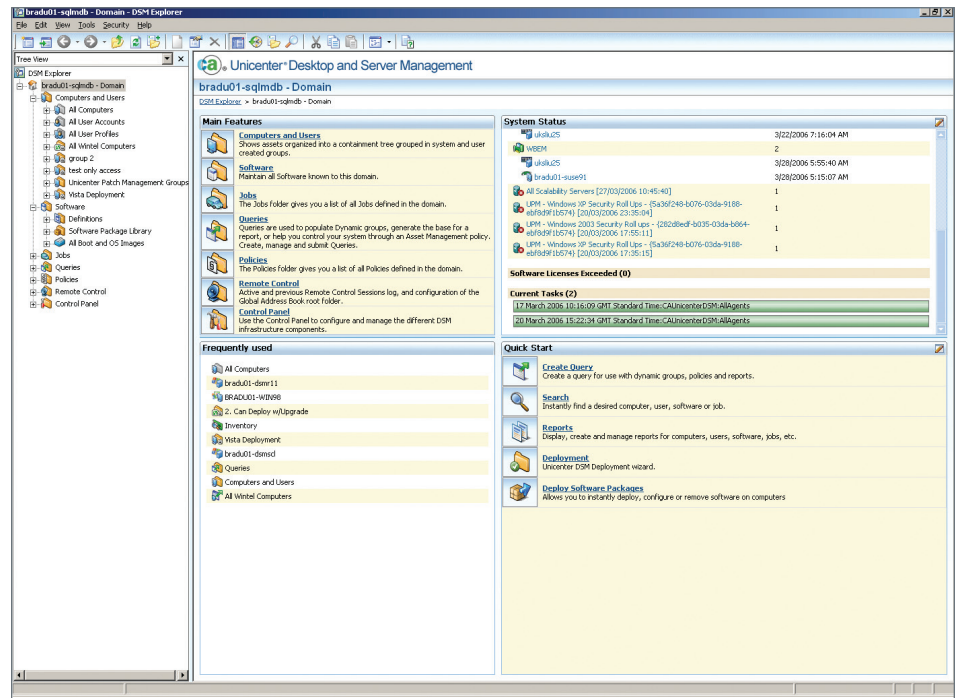 bradu01-sqlmdb - Domain - DSM Explorer
File Edit View Tools Security Help
Tree View
DSM Explorer
bradu01-sqlmdb - Domain
Computers and Users
All Computers
All User Accounts
All User Profiles
All Wintel Computers
group 2
test only access
Unicenter Patch Management Groups
Vista Deployment
Software
Definitions
Software Package Library
All Boot and OS Images
Jobs
Queries
Policies
Remote Control
Control Panel
ca. Unicenter Desktop and Server Management
bradu01-sqlmdb - Domain
DSM Explorer > bradu01-sqlmdb - Domain
Main Features
Computers and Users
Shows assets organized into a containment tree grouped in system and user
created groups.
Software
Maintain all Software known to this domain.
Jobs
The Jobs folder gives you a list of all Jobs defined in the domain.
Queries
Queries are used to populate Dynamic groups, generate the base for a
report, or help you control your system through an Asset Management policy.
Create, manage and submit Queries.
Policies
The Policies folder gives you a list of all Policies defined in the domain.
Remote Control
Active and previous Remote Control Sessions log, and configuration of the
Global Address Book root folder.
Control Panel
Use the Control Panel to configure and manage the different DSM
infrastructure components.
System Status
uksliu25 3/22/2006 7:16:04 AM
WBEM 2
uksliu25 3/28/2006 5:55:40 AM
bradu01-suse91 3/28/2006 5:15:07 AM
All Scalability Servers [27/03/2006 10:45:40] 1
UPM - Windows XP Security Roll Ups - {5a36f248-b076-03da-9188-
ebf8d9f1b574} [20/03/2006 23:35:04] 1
UPM - Windows 2003 Security Roll ups - {282d8edf-b035-03da-b864-
ebf8d9f1b574} [20/03/2006 17:55:11] 1
UPM - Windows XP Security Roll Ups - {5a36f248-b076-03da-9188-
ebf8d9f1b574} [20/03/2006 17:35:15] 1
Software Licenses Exceeded (0)
Current Tasks (2)
17 March 2006 10:16:09 GMT Standard Time::CAUnicenterDSM:AllAgents
20 March 2006 15:22:34 GMT Standard Time::CAUnicenterDSM:AllAgents
Frequently used
All Computers
bradu01-dsmr11
BRADU01-WIN98
2. Can Deploy w/Upgrade
Inventory
Vista Deployment
bradu01-dsmsd
Queries
Computers and Users
All Wintel Computers
Quick Start
Create Query
Create a query for use with dynamic groups, policies and reports.
Search
Instantly find a desired computer, user, software or job.
Reports
Display, create and manage reports for computers, users, software, jobs, etc.
Deployment
Unicenter DSM Deployment wizard.
Deploy Software Packages
Allows you to instantly deploy, configure or remove software on computers